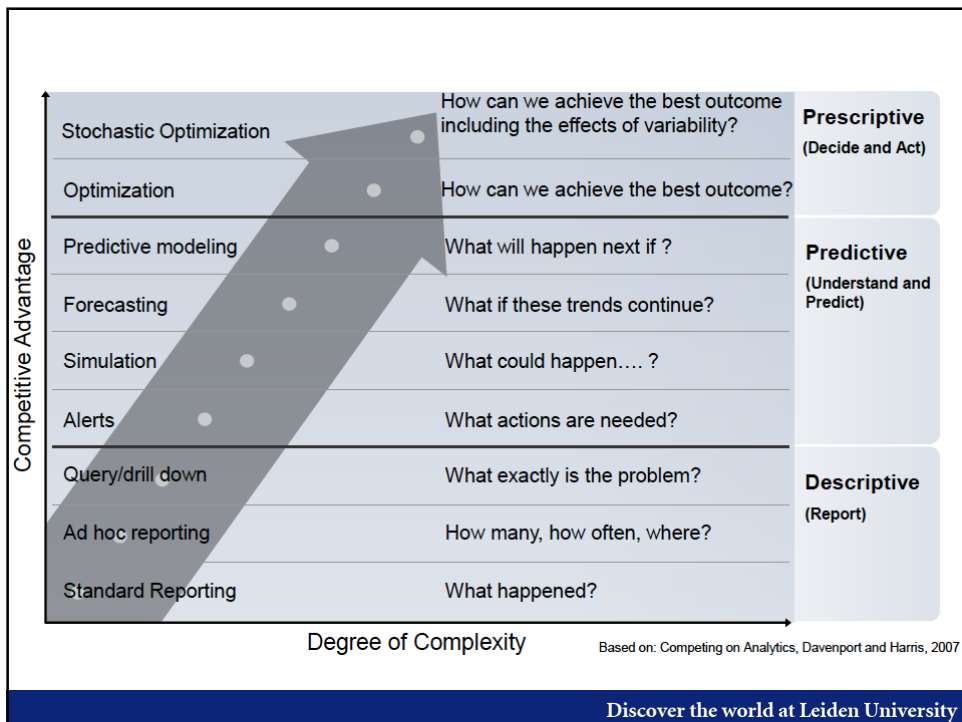 How can we achieve the best outcome
Stochastic Optimization
including the effects of variability?
Prescriptive
(Decide and Act)
Optimization
How can we achieve the best outcome?
Predictive modeling
What will happen next if ?
Predictive
(Understand and
Predict)
Forecasting
What if these trends continue?
Simulation
What could happen…. ?
Alerts
What actions are needed?
Query/drill down
What exactly is the problem?
Descriptive
(Report)
Ad hoc reporting
How many, how often, where?
Standard Reporting
What happened?
Competitive Advantage
Degree of Complexity
Based on: Competing on Analytics, Davenport and Harris, 2007
Discover the world at Leiden University